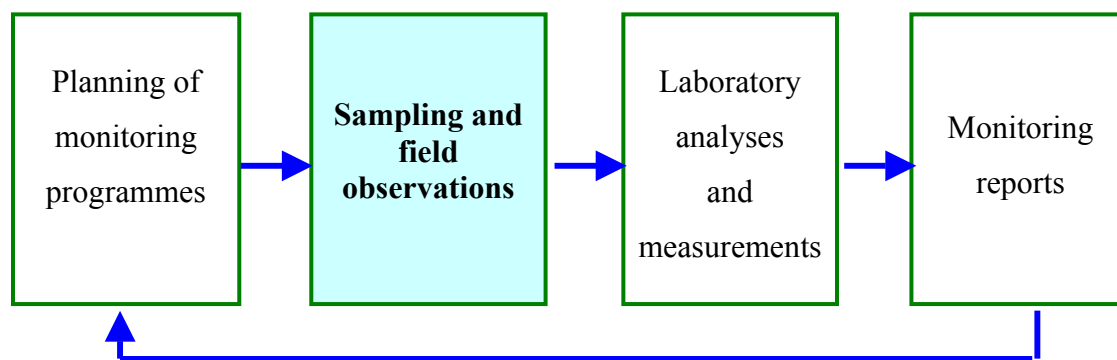 Planning of
monitoring
programmes
Sampling and
field
observations
Laboratory
analyses
and
measurements
Monitoring
reports